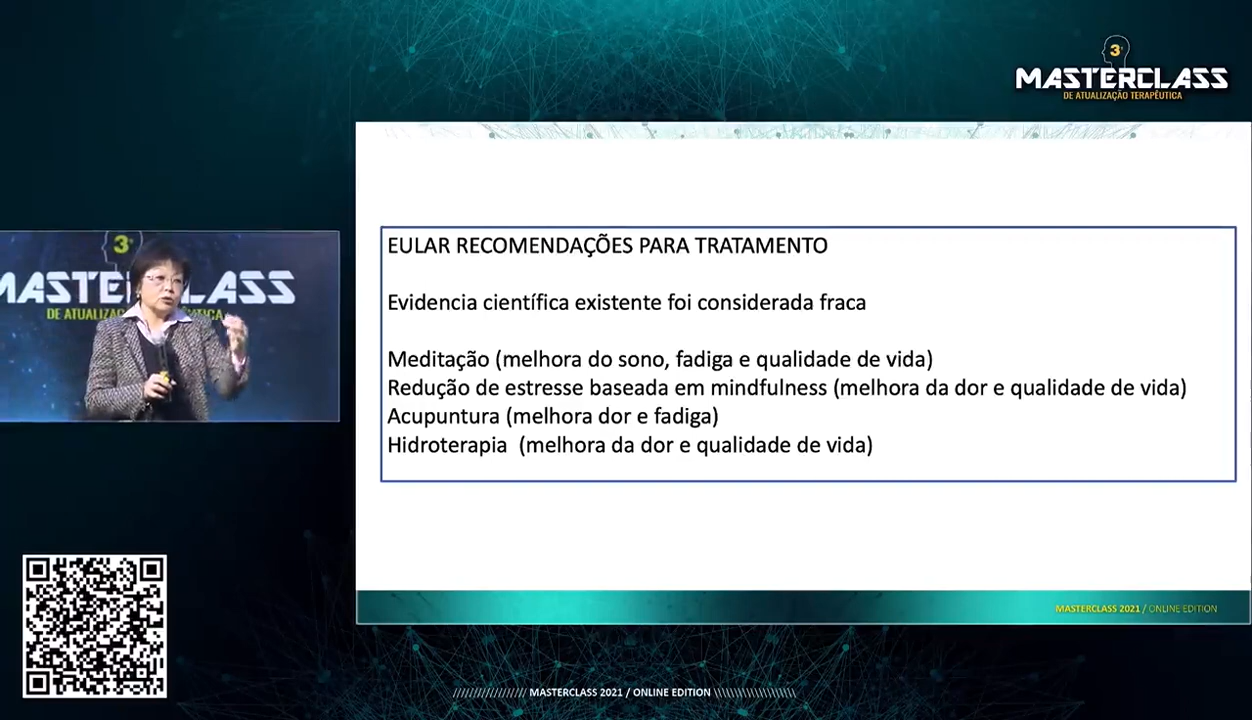 3ª
MASTERCLASS
DE ATUALIZAÇÃO TERAPÊUTICA
EULAR RECOMENDAÇÕES PARA TRATAMENTO
Evidencia científica existente foi considerada fraca
Meditação (melhora do sono, fadiga e qualidade de vida)
Redução de estresse baseada em mindfulness (melhora da dor e qualidade de vida)
Acupuntura (melhora dor e fadiga)
Hidroterapia (melhora da dor e qualidade de vida)
MASTERCLASS 2021 / ONLINE EDITION
////////////////// MASTERCLASS 2021 / ONLINE EDITION \\\\\\\\\\\\\\\\\\\\